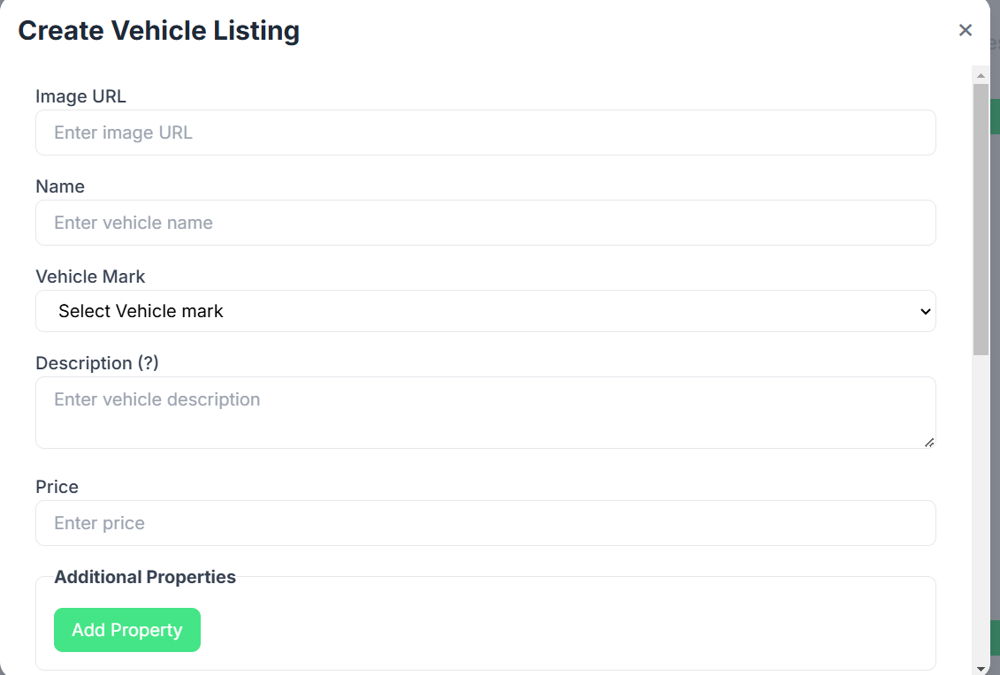 Create Vehicle Listing
×
Image URL
Enter image URL
Name
Enter vehicle name
Vehicle Mark
Select Vehicle mark
Description (?)
Enter vehicle description
Price
Enter price
Additional Properties
Add Property